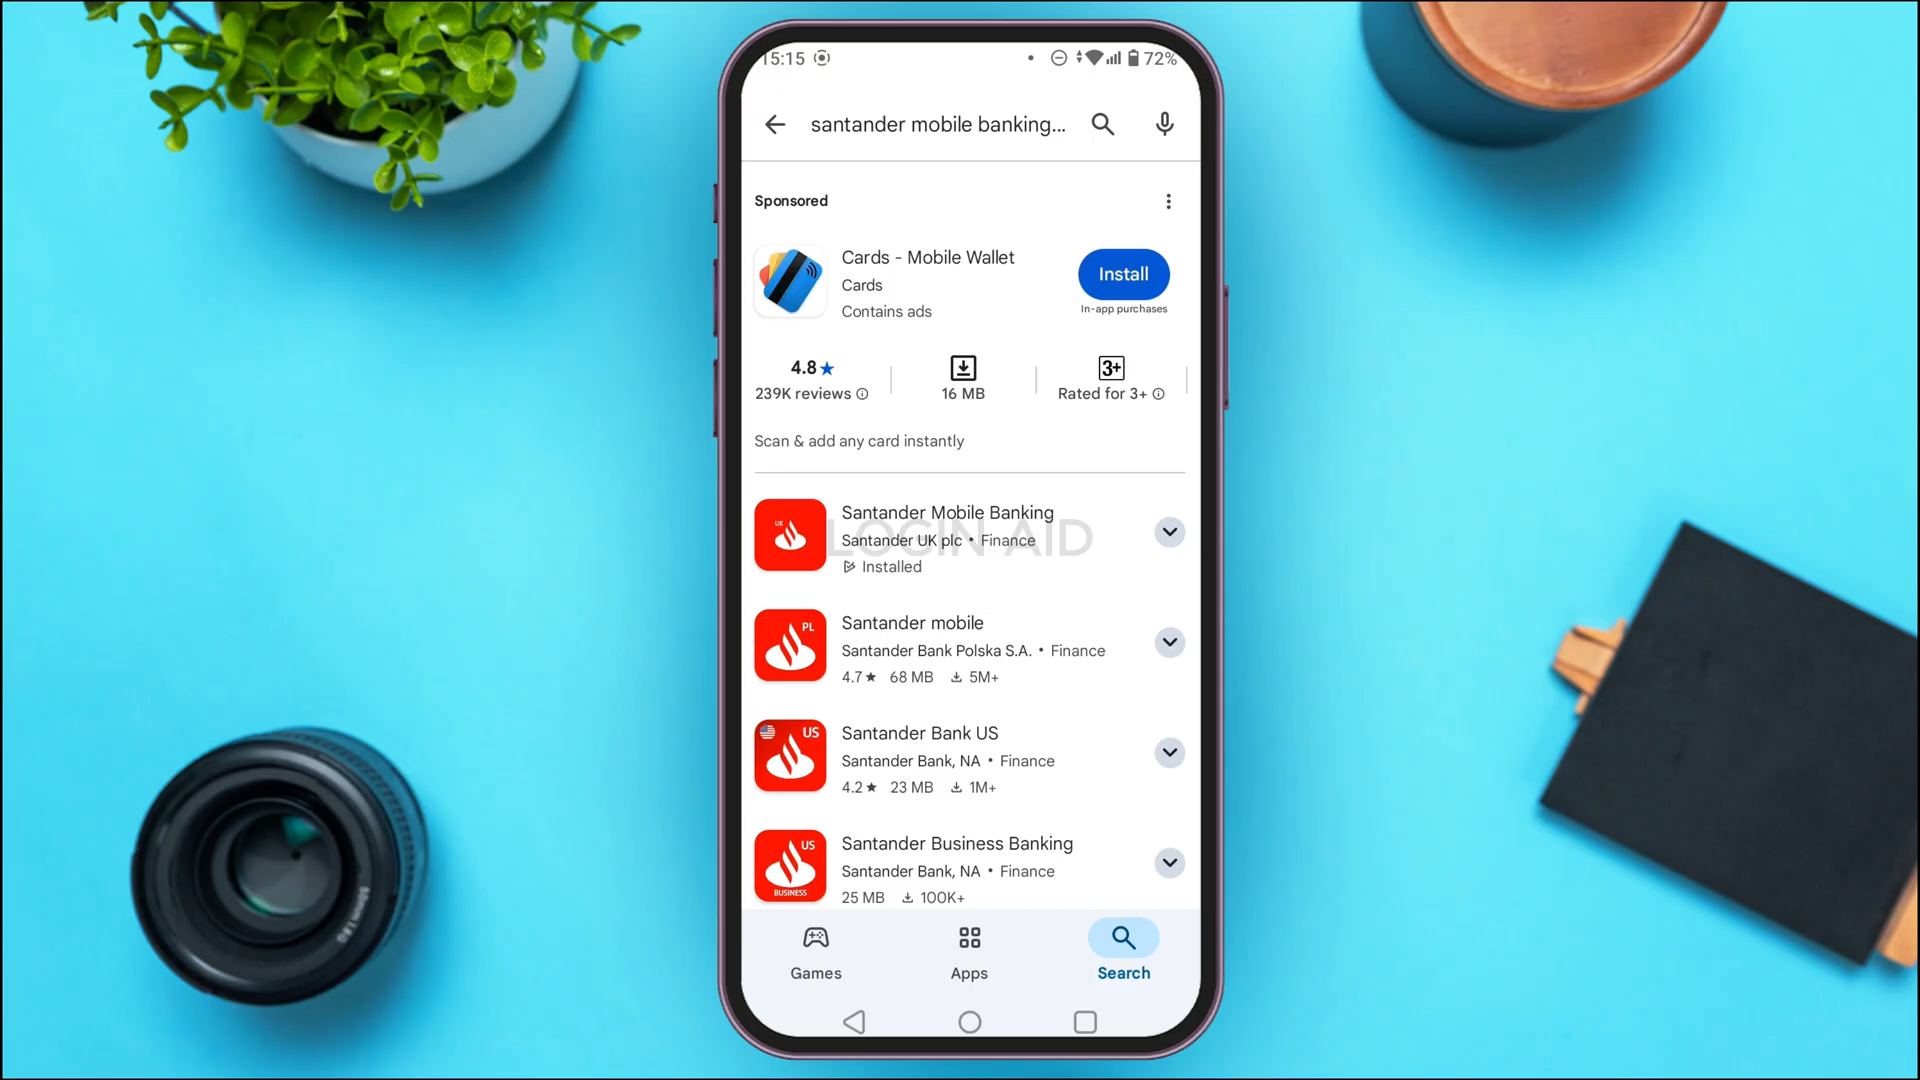 15:15
72%
santander mobile banking...
Sponsored
Cards - Mobile Wallet
Cards
Contains ads
Install
In-app purchases
4.8★
239K reviews
16 MB
3+
Rated for 3+
Scan & add any card instantly
UK
Santander Mobile Banking
Santander UK plc • Finance
Installed
LOGIN AID
PL
Santander mobile
Santander Bank Polska S.A. • Finance
4.7★ 68 MB 5M+
US
Santander Bank US
Santander Bank, NA • Finance
4.2★ 23 MB 1M+
US
BUSINESS
Santander Business Banking
Santander Bank, NA • Finance
25 MB 100K+
Games
Apps
Search